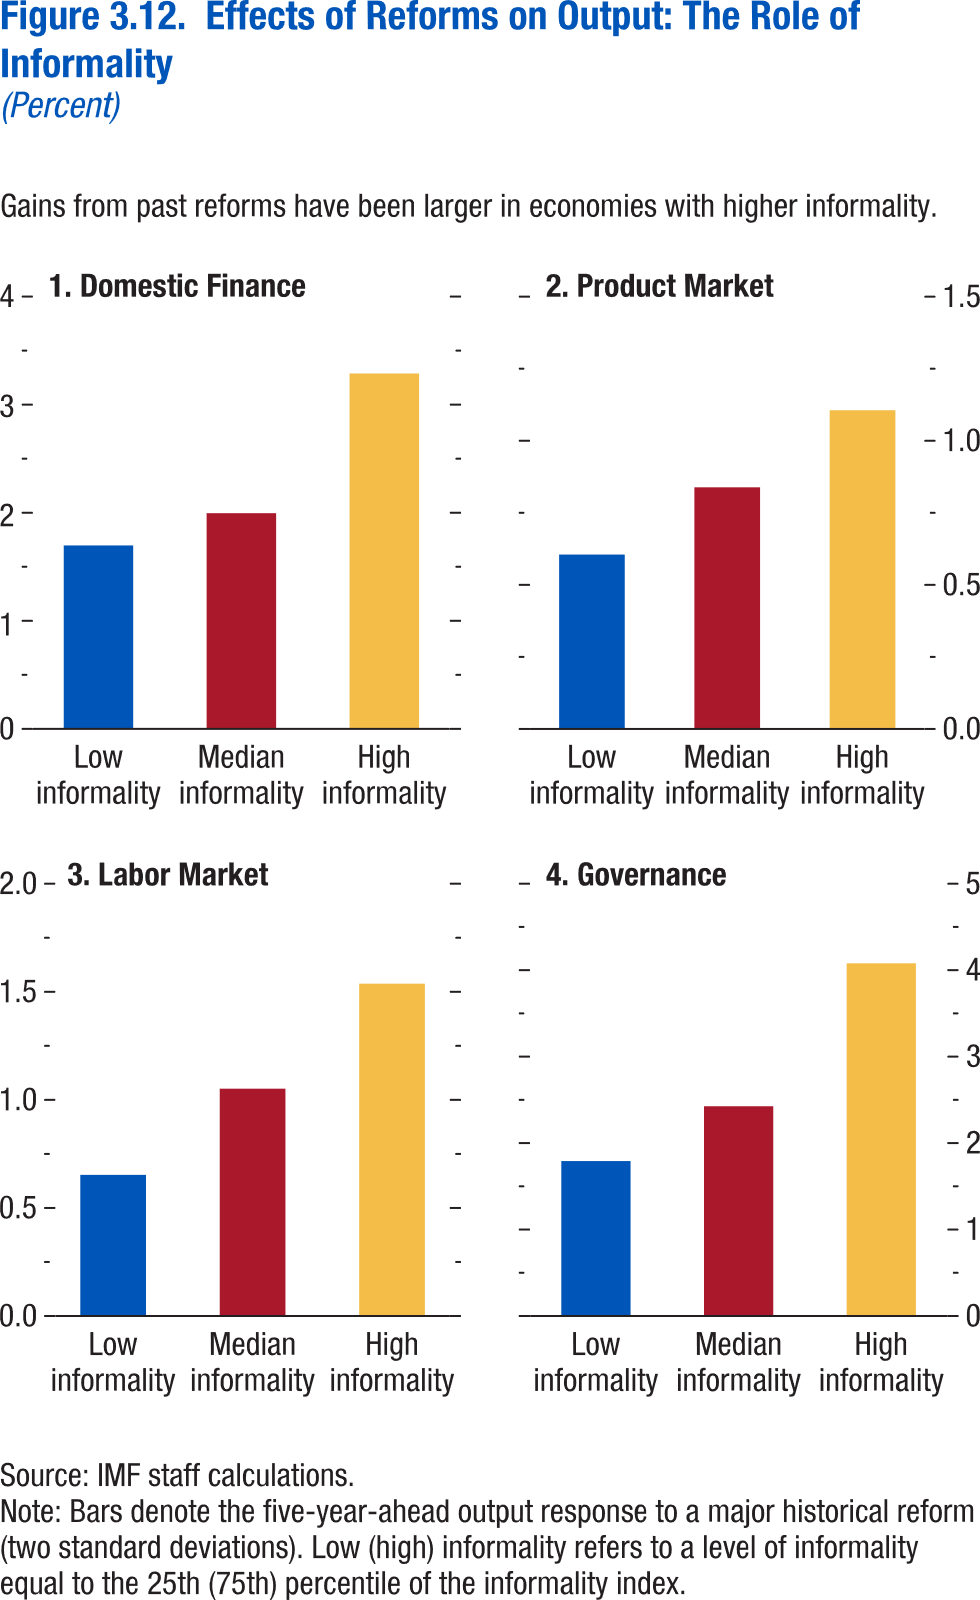 Figure 3.12. Effects of Reforms on Output: The Role of
Informality
(Percent)
Gains from past reforms have been larger in economies with higher informality.
1. Domestic Finance
4
3
2
1
0
Low informality
Median informality
High informality
2. Product Market
1.5
1.0
0.5
0.0
Low informality
Median informality
High informality
3. Labor Market
2.0
1.5
1.0
0.5
0.0
Low informality
Median informality
High informality
4. Governance
5
4
3
2
1
0
Low informality
Median informality
High informality
Source: IMF staff calculations.
Note: Bars denote the five-year-ahead output response to a major historical reform
(two standard deviations). Low (high) informality refers to a level of informality
equal to the 25th (75th) percentile of the informality index.